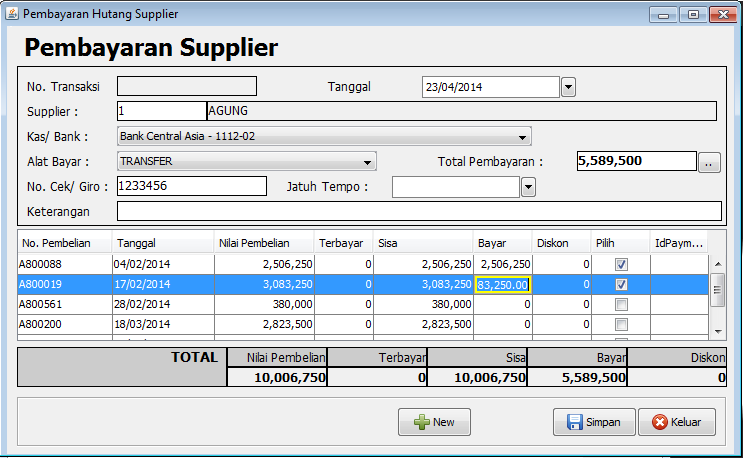 Pembayaran Hutang Supplier
Pembayaran Supplier
No. Transaksi Tanggal 23/04/2014
Supplier : 1 AGUNG
Kas/ Bank : Bank Central Asia - 1112-02
Alat Bayar : TRANSFER Total Pembayaran : 5,589,500 ..
No. Cek/ Giro : 1233456 Jatuh Tempo :
Keterangan
No. Pembelian Tanggal Nilai Pembelian Terbayar Sisa Bayar Diskon Pilih IdPaym...
A800088 04/02/2014 2,506,250 0 2,506,250 2,506,250 0
A800019 17/02/2014 3,083,250 0 3,083,250 83,250.00 0
A800561 28/02/2014 380,000 0 380,000 0 0
A800200 18/03/2014 2,823,500 0 2,823,500 0 0
TOTAL Nilai Pembelian Terbayar Sisa Bayar Diskon
10,006,750 0 10,006,750 5,589,500 0
New Simpan Keluar